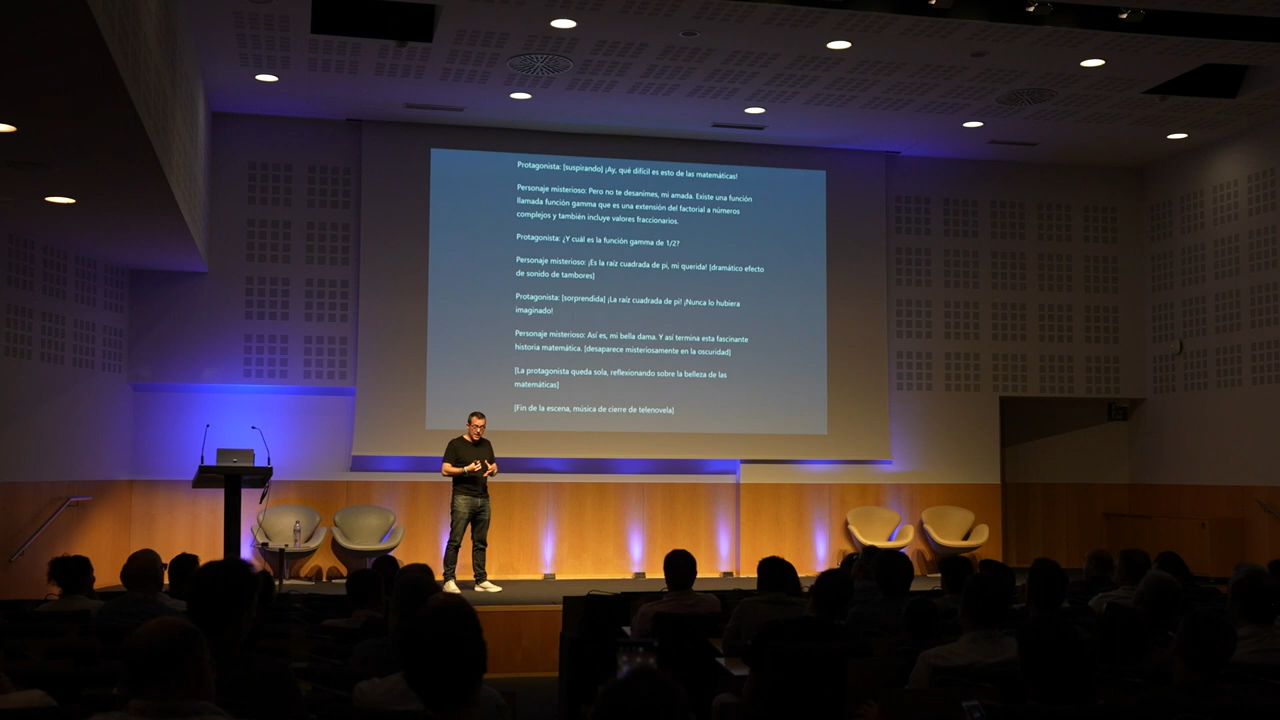 Protagonista: [suspirando] ¡Ay, qué difícil es esto de las matemáticas!
Personaje misterioso: Pero no te desanimes, mi amada. Existe una función
llamada función gamma que es una extensión del factorial a números
complejos y también incluye valores fraccionarios.
Protagonista: ¿Y cuál es la función gamma de 1/2?
Personaje misterioso: ¡Es la raíz cuadrada de pi, mi querida! [dramático efecto
de sonido de tambores]
Protagonista: [sorprendida] ¡La raíz cuadrada de pi! ¡Nunca lo hubiera
imaginado!
Personaje misterioso: Así es, mi bella dama. Y así termina esta fascinante
historia matemática. [desaparece misteriosamente en la oscuridad]
[La protagonista queda sola, reflexionando sobre la belleza de las
matemáticas]
[Fin de la escena, música de cierre de telenovela]